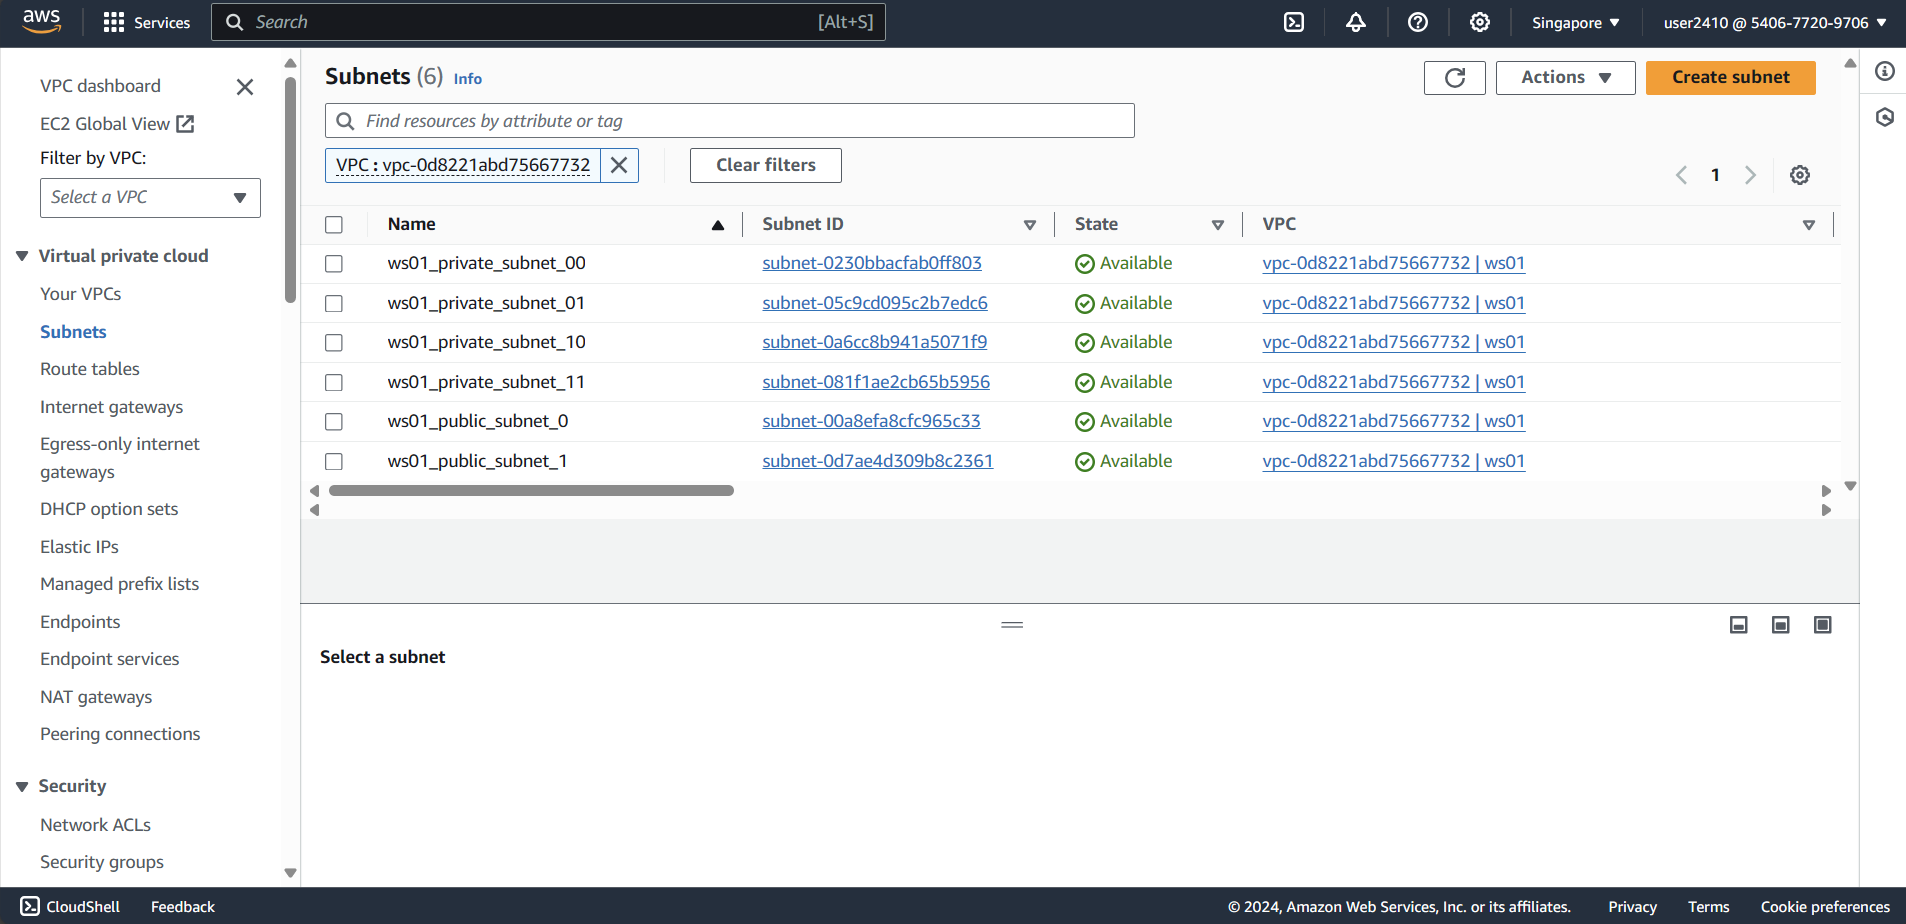 aws
Services
Search [Alt+S]
Singapore
user2410 @ 5406-7720-9706
VPC dashboard
EC2 Global View
Filter by VPC:
Select a VPC
Virtual private cloud
Your VPCs
Subnets
Route tables
Internet gateways
Egress-only internet
gateways
DHCP option sets
Elastic IPs
Managed prefix lists
Endpoints
Endpoint services
NAT gateways
Peering connections
Security
Network ACLs
Security groups
Subnets (6) Info
Actions
Create subnet
Find resources by attribute or tag
VPC : vpc-0d8221abd75667732
Clear filters
1
Name Subnet ID State VPC
ws01_private_subnet_00 subnet-0230bbacfab0ff803 Available vpc-0d8221abd75667732 | ws01
ws01_private_subnet_01 subnet-05c9cd095c2b7edc6 Available vpc-0d8221abd75667732 | ws01
ws01_private_subnet_10 subnet-0a6cc8b941a5071f9 Available vpc-0d8221abd75667732 | ws01
ws01_private_subnet_11 subnet-081f1ae2cb65b5956 Available vpc-0d8221abd75667732 | ws01
ws01_public_subnet_0 subnet-00a8efa8cfc965c33 Available vpc-0d8221abd75667732 | ws01
ws01_public_subnet_1 subnet-0d7ae4d309b8c2361 Available vpc-0d8221abd75667732 | ws01
Select a subnet
CloudShell
Feedback
© 2024, Amazon Web Services, Inc. or its affiliates.
Privacy
Terms
Cookie preferences